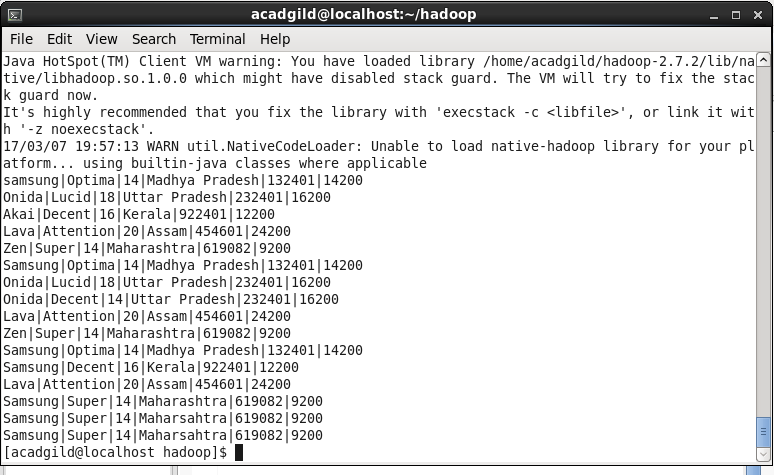 acadgild@localhost:~/hadoop
File Edit View Search Terminal Help
Java HotSpot(TM) Client VM warning: You have loaded library /home/acadgild/hadoop-2.7.2/lib/na
tive/libhadoop.so.1.0.0 which might have disabled stack guard. The VM will try to fix the stac
k guard now.
It's highly recommended that you fix the library with 'execstack -c <libfile>', or link it wit
h '-z noexecstack'.
17/03/07 19:57:13 WARN util.NativeCodeLoader: Unable to load native-hadoop library for your pl
atform... using builtin-java classes where applicable
samsung|Optima|14|Madhya Pradesh|132401|14200
Onida|Lucid|18|Uttar Pradesh|232401|16200
Akai|Decent|16|Kerala|922401|12200
Lava|Attention|20|Assam|454601|24200
Zen|Super|14|Maharashtra|619082|9200
Samsung|Optima|14|Madhya Pradesh|132401|14200
Onida|Lucid|18|Uttar Pradesh|232401|16200
Onida|Decent|14|Uttar Pradesh|232401|16200
Lava|Attention|20|Assam|454601|24200
Zen|Super|14|Maharashtra|619082|9200
Samsung|Optima|14|Madhya Pradesh|132401|14200
Samsung|Decent|16|Kerala|922401|12200
Lava|Attention|20|Assam|454601|24200
Samsung|Super|14|Maharashtra|619082|9200
Samsung|Super|14|Maharsahtra|619082|9200
Samsung|Super|14|Maharsahtra|619082|9200
[acadgild@localhost hadoop]$